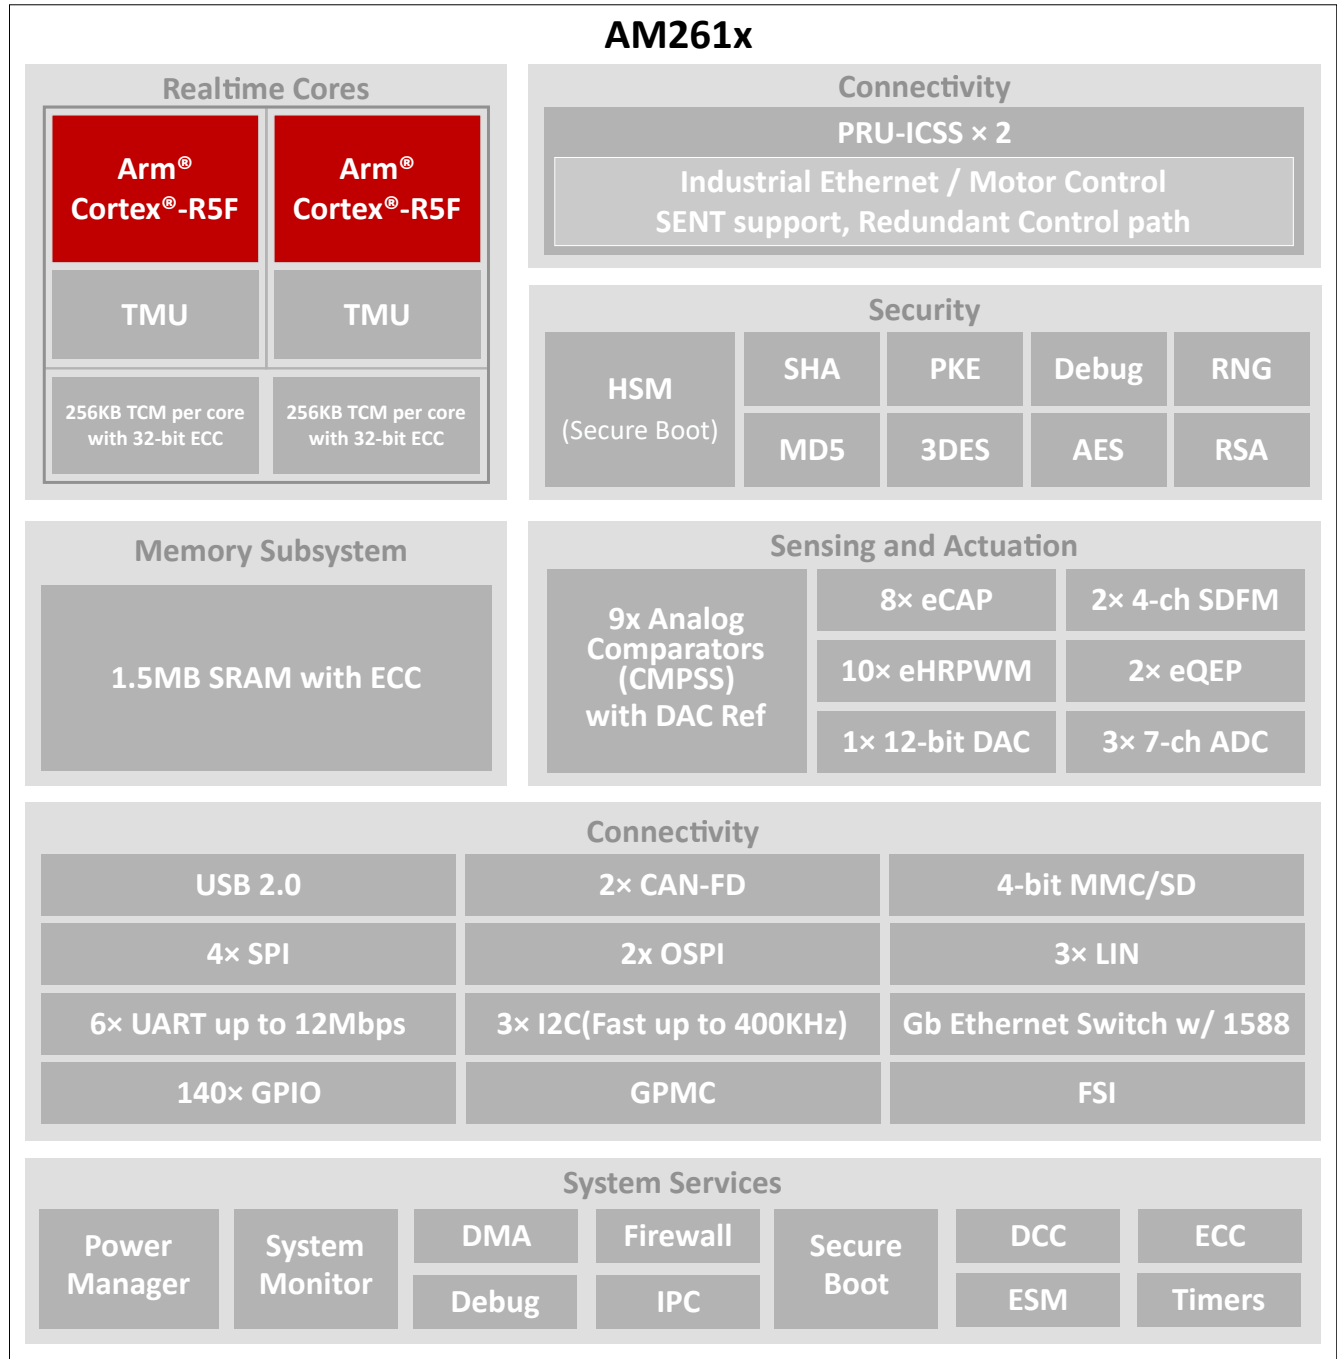 AM261x
Realtime Cores
Arm®
Cortex®-R5F
Arm®
Cortex®-R5F
TMU
TMU
256KB TCM per core
with 32-bit ECC
256KB TCM per core
with 32-bit ECC
Connectivity
PRU-ICSS × 2
Industrial Ethernet / Motor Control
SENT support, Redundant Control path
Security
HSM
(Secure Boot)
SHA
PKE
Debug
RNG
MD5
3DES
AES
RSA
Memory Subsystem
1.5MB SRAM with ECC
Sensing and Actuation
9x Analog
Comparators
(CMPSS)
with DAC Ref
8× eCAP
2× 4-ch SDFM
10× eHRPWM
2× eQEP
1× 12-bit DAC
3× 7-ch ADC
Connectivity
USB 2.0
2× CAN-FD
4-bit MMC/SD
4× SPI
2x OSPI
3× LIN
6× UART up to 12Mbps
3× I2C(Fast up to 400KHz)
Gb Ethernet Switch w/ 1588
140× GPIO
GPMC
FSI
System Services
Power
Manager
System
Monitor
DMA
Debug
Firewall
IPC
Secure
Boot
DCC
ESM
ECC
Timers